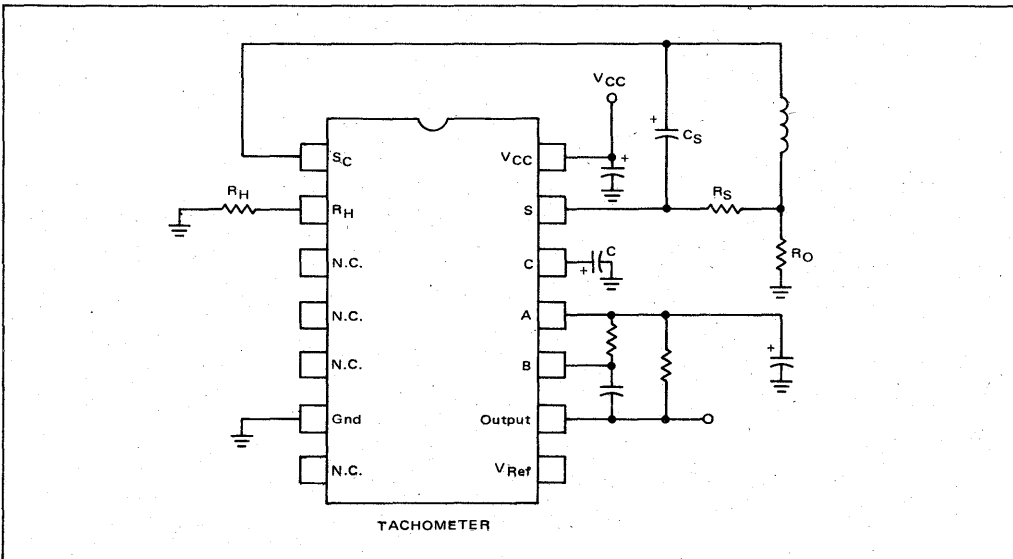 VCC
+
CS
SC
VCC
+
RH
RH
S
RS
N.C.
C
+
C
RO
N.C.
A
N.C.
B
+
Gnd
Output
N.C.
VRef
TACHOMETER